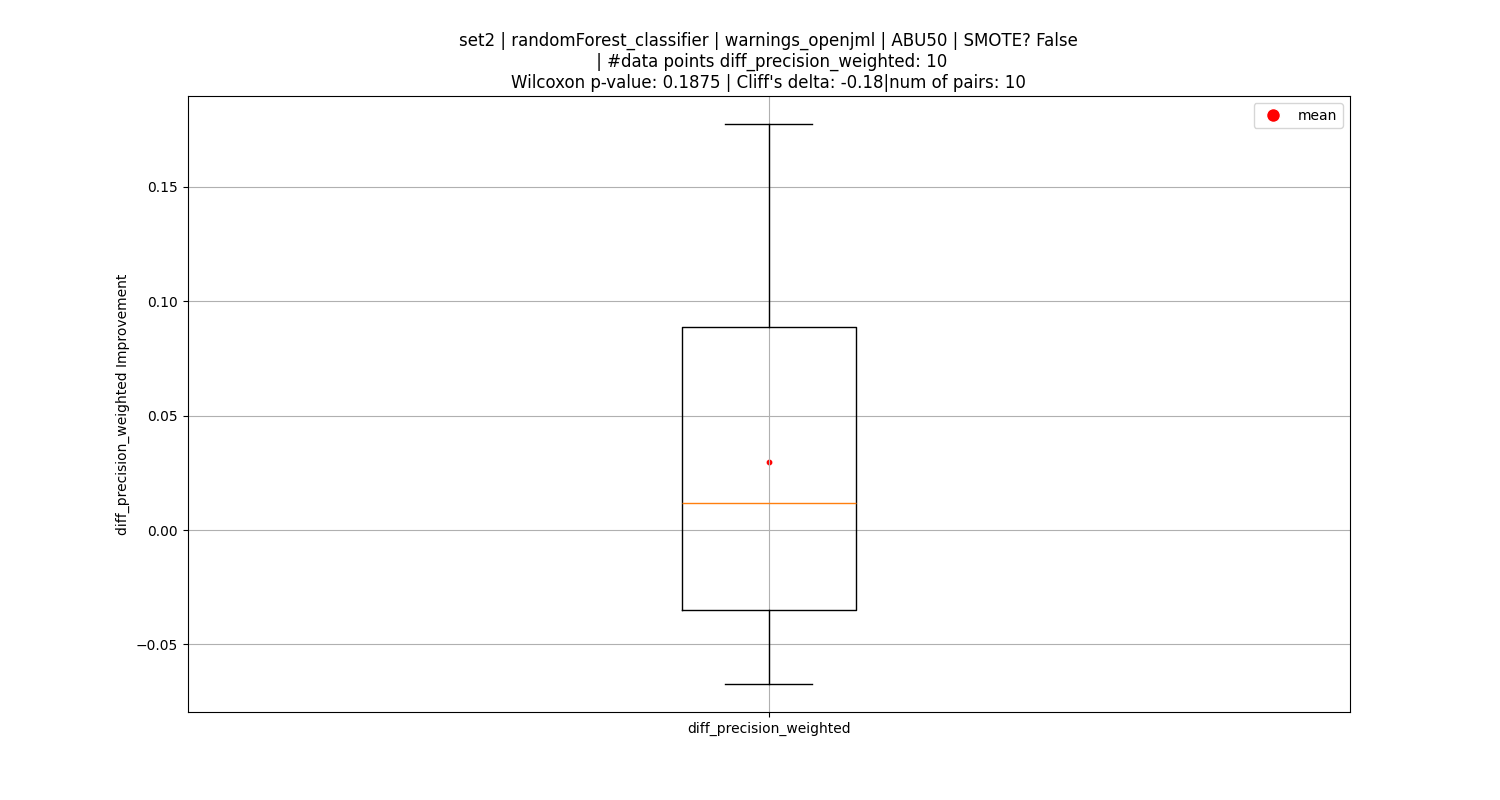 set2 | randomForest_classifier | warnings_openjml | ABU50 | SMOTE? False
| #data points diff_precision_weighted: 10
Wilcoxon p-value: 0.1875 | Cliff's delta: -0.18|num of pairs: 10
mean
0.15
0.10
0.05
0.00
−0.05
diff_precision_weighted Improvement
diff_precision_weighted